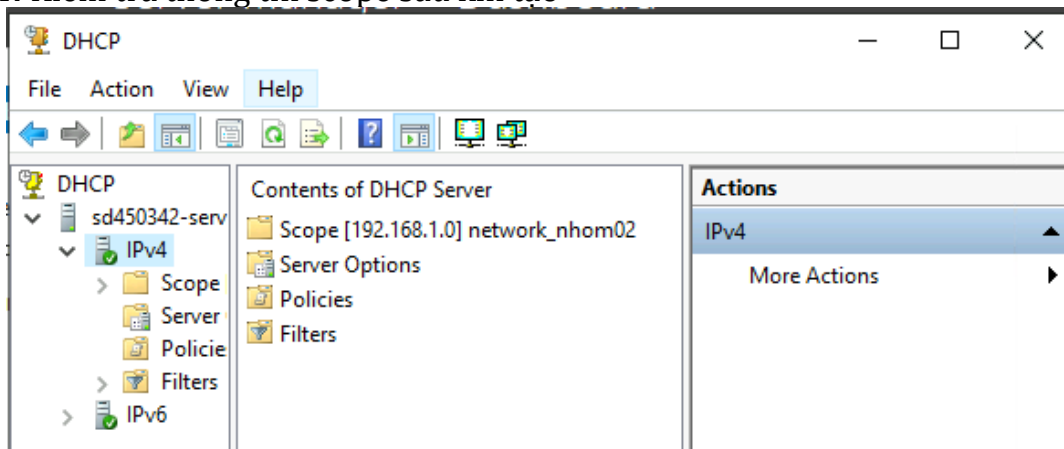 DHCP
File Action View Help
DHCP
sd450342-serv
IPv4
Scope
Server
Policie
Filters
IPv6
Contents of DHCP Server
Scope [192.168.1.0] network_nhom02
Server Options
Policies
Filters
Actions
IPv4
More Actions